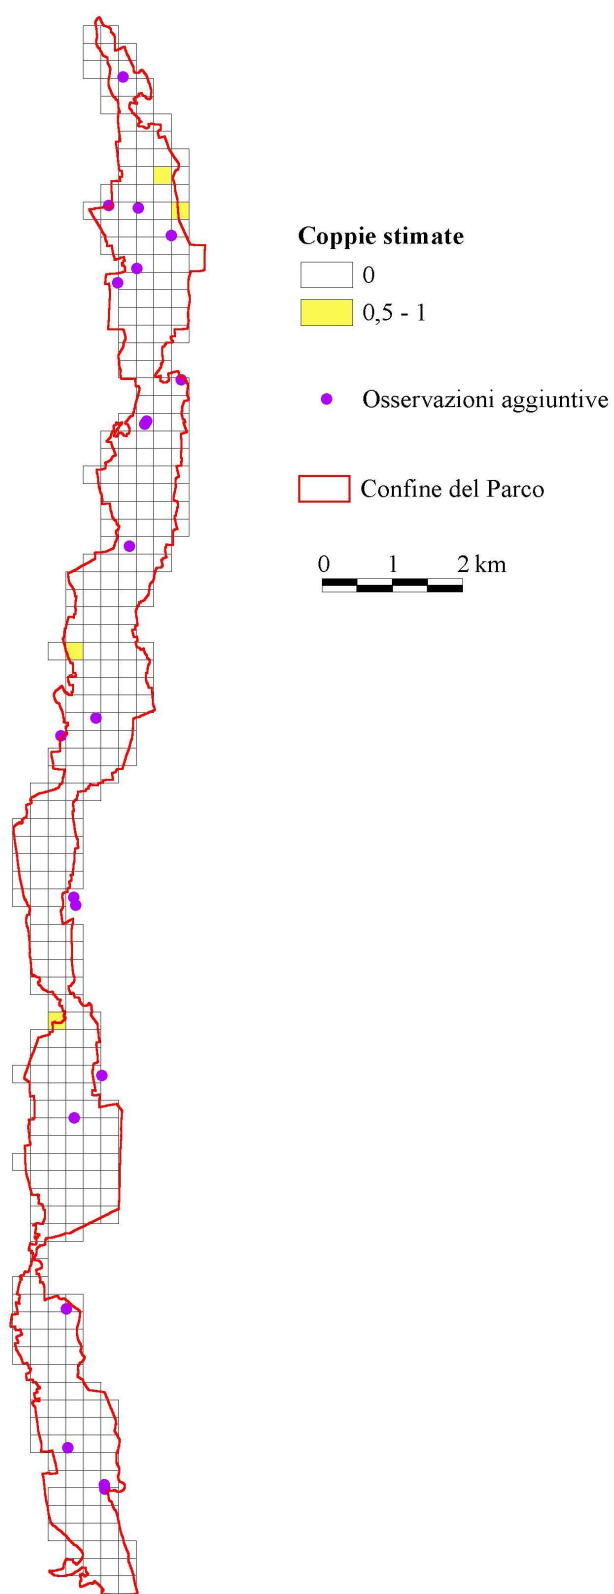 Coppie stimate
0
0,5 - 1
Osservazioni aggiuntive
Confine del Parco
0 1 2 km